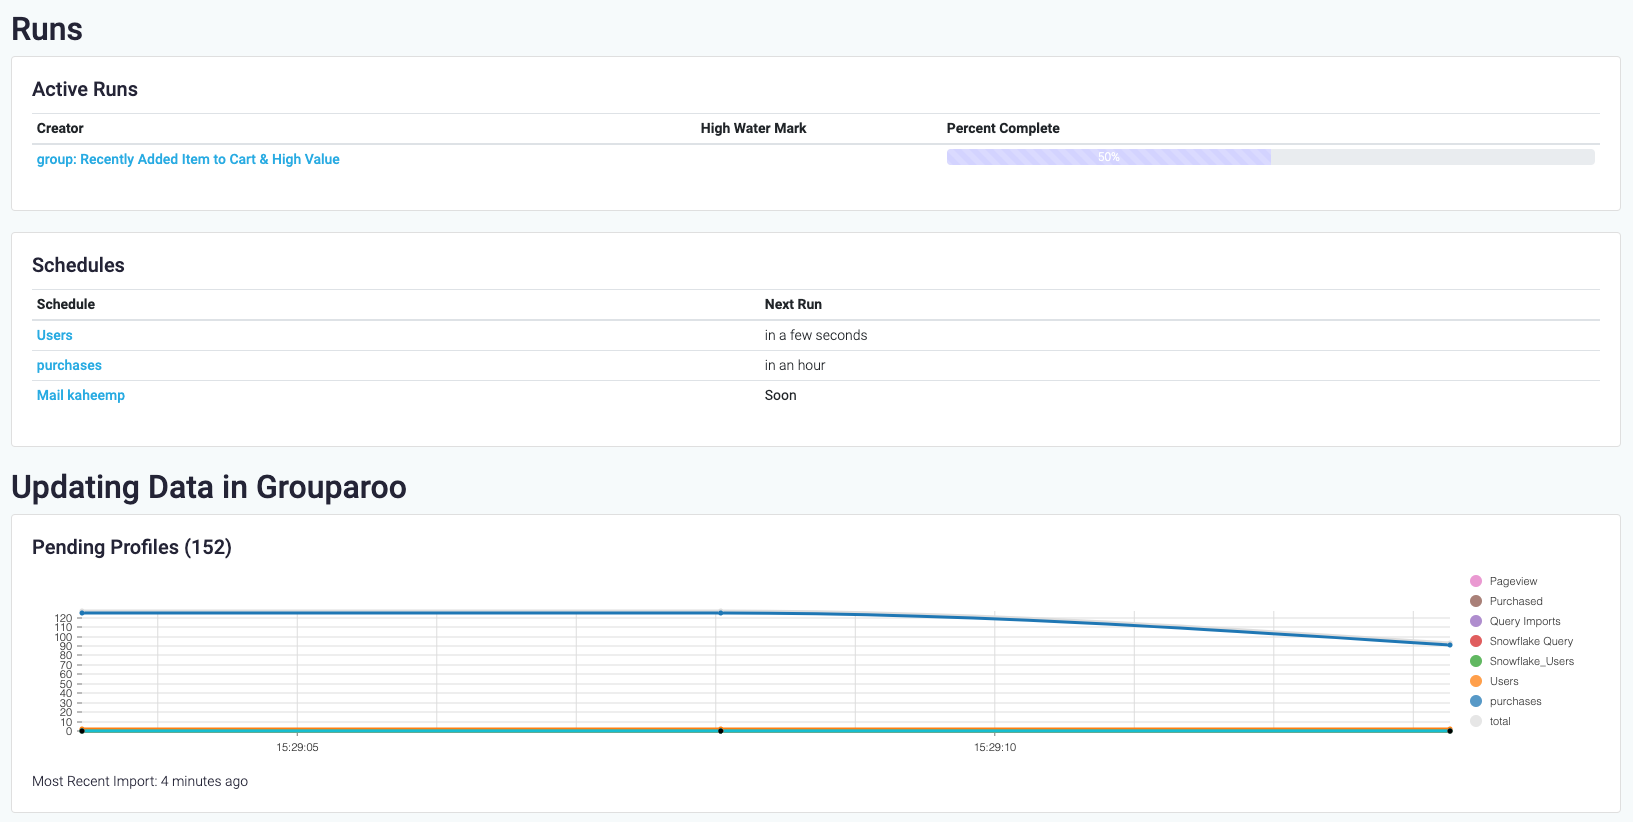 Runs
Active Runs
Creator High Water Mark Percent Complete
group: Recently Added Item to Cart & High Value 50%
Schedules
Schedule Next Run
Users in a few seconds
purchases in an hour
Mail kaheemp Soon
Updating Data in Grouparoo
Pending Profiles (152)
120
110
100
90
80
70
60
50
40
30
20
10
0
15:29:05 15:29:10
Pageview
Purchased
Query Imports
Snowflake Query
Snowflake_Users
Users
purchases
total
Most Recent Import: 4 minutes ago